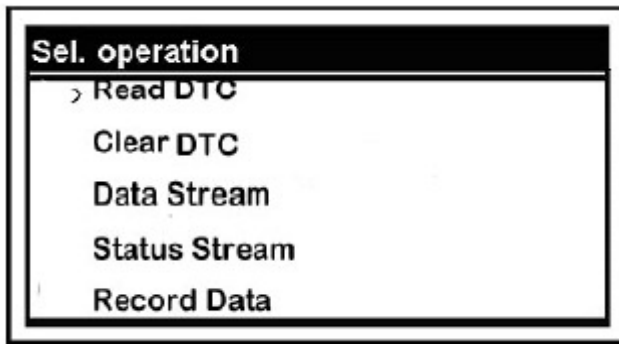 Sel. operation
> Read DTC
Clear DTC
Data Stream
Status Stream
Record Data